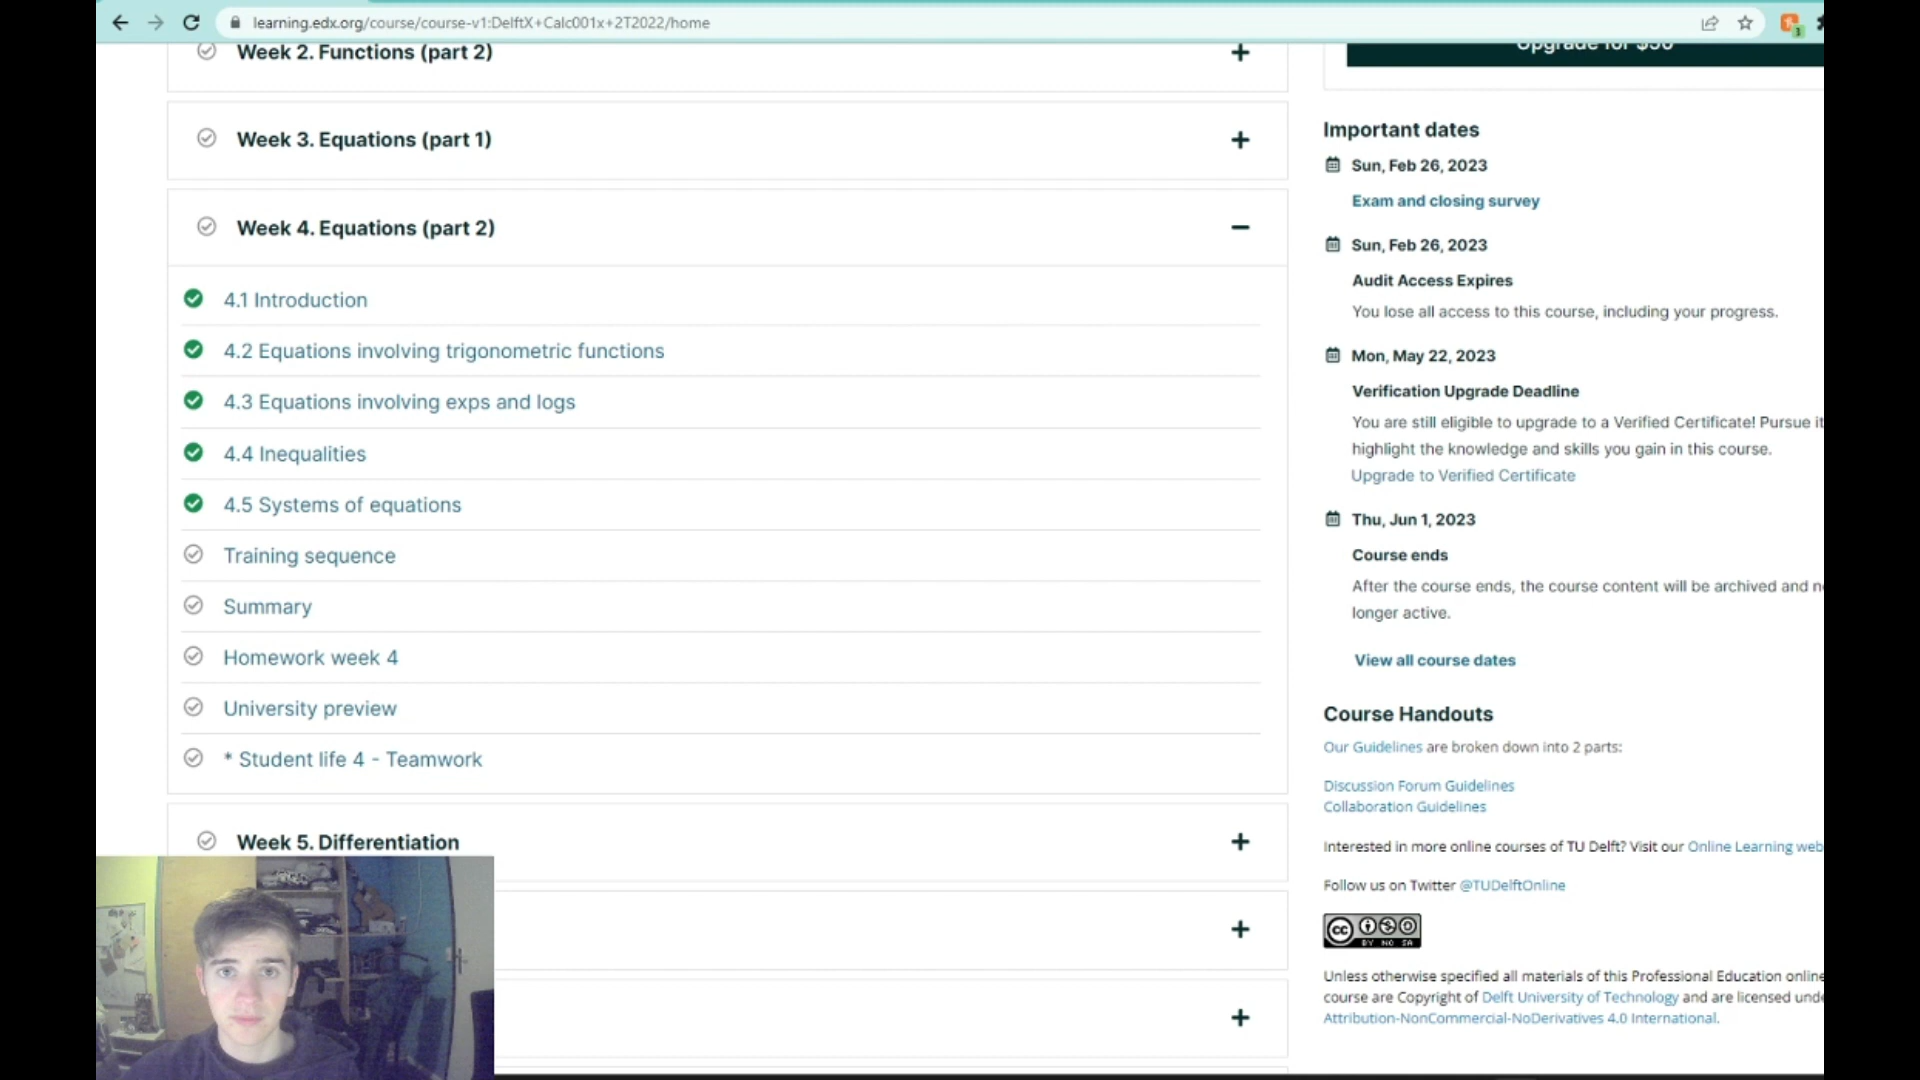 learning.edx.org/course/course-v1:DelftX+Calc001x+2T2022/home
1
Week 2. Functions (part 2)
Week 3. Equations (part 1)
Week 4. Equations (part 2)
4.1 Introduction
4.2 Equations involving trigonometric functions
4.3 Equations involving exps and logs
4.4 Inequalities
4.5 Systems of equations
Training sequence
Summary
Homework week 4
University preview
* Student life 4 - Teamwork
Week 5. Differentiation
Upgrade for $50
Important dates
Sun, Feb 26, 2023
Exam and closing survey
Sun, Feb 26, 2023
Audit Access Expires
You lose all access to this course, including your progress.
Mon, May 22, 2023
Verification Upgrade Deadline
You are still eligible to upgrade to a Verified Certificate! Pursue it
highlight the knowledge and skills you gain in this course.
Upgrade to Verified Certificate
Thu, Jun 1, 2023
Course ends
After the course ends, the course content will be archived and n
longer active.
View all course dates
Course Handouts
Our Guidelines are broken down into 2 parts:
Discussion Forum Guidelines
Collaboration Guidelines
Interested in more online courses of TU Delft? Visit our Online Learning web
Follow us on Twitter @TUDelftOnline
cc
BY NC SA
Unless otherwise specified all materials of this Professional Education online
course are Copyright of Delft University of Technology and are licensed und
Attribution-NonCommercial-NoDerivatives 4.0 International.